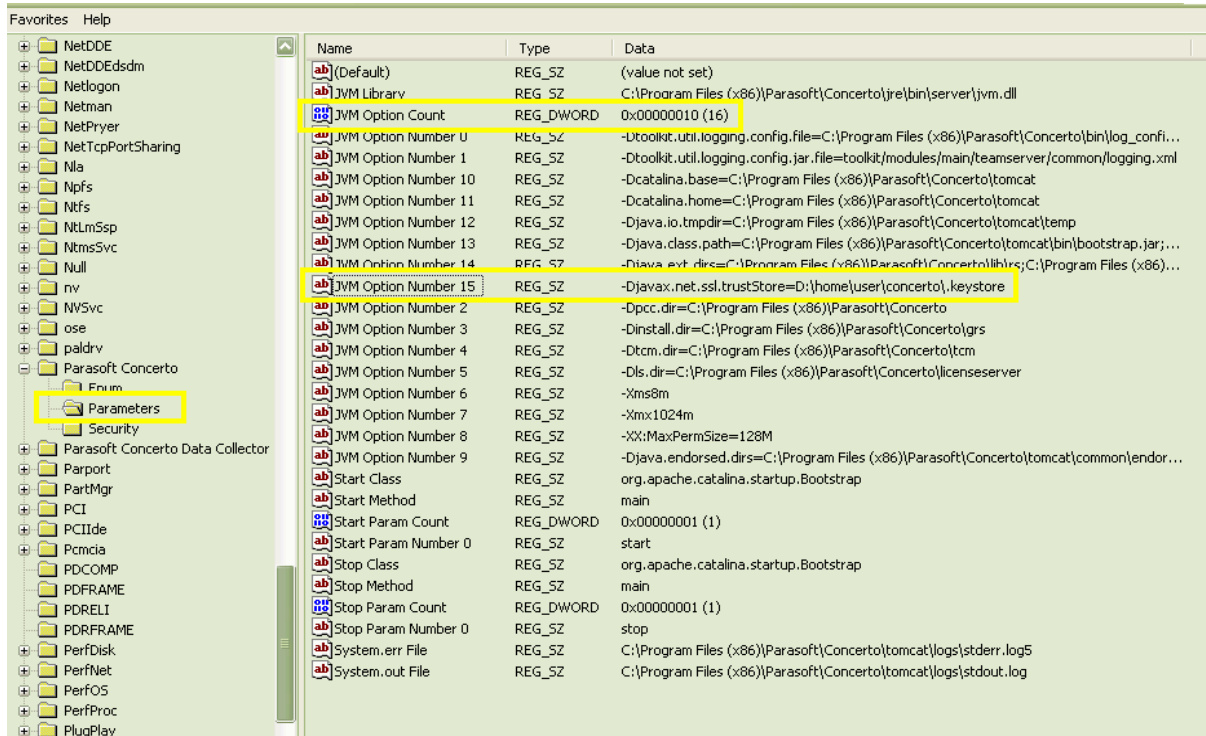 Favorites Help
NetDDE
NetDDEdsdm
Netlogon
Netman
NetPryer
NetTcpPortSharing
Nla
Npfs
Ntfs
NtLmSsp
NtmsSvc
Null
nv
NVSvc
ose
paldrv
Parasoft Concerto
Enum
Parameters
Security
Parasoft Concerto Data Collector
Parport
PartMgr
PCI
PCIIde
Pcmcia
PDCOMP
PDFRAME
PDRELI
PDRFRAME
PerfDisk
PerfNet
PerfOS
PerfProc
PlugPlay
Name Type Data
(Default) REG_SZ (value not set)
JVM Library REG_SZ C:\Program Files (x86)\Parasoft\Concerto\jre\bin\server\jvm.dll
JVM Option Count REG_DWORD 0x00000010 (16)
JVM Option Number 0 REG_SZ -Dtoolkit.util.logging.config.file=C:\Program Files (x86)\Parasoft\Concerto\bin\log_confi...
JVM Option Number 1 REG_SZ -Dtoolkit.util.logging.config.jar.file=toolkit/modules/main/teamserver/common/logging.xml
JVM Option Number 10 REG_SZ -Dcatalina.base=C:\Program Files (x86)\Parasoft\Concerto\tomcat
JVM Option Number 11 REG_SZ -Dcatalina.home=C:\Program Files (x86)\Parasoft\Concerto\tomcat
JVM Option Number 12 REG_SZ -Djava.io.tmpdir=C:\Program Files (x86)\Parasoft\Concerto\tomcat\temp
JVM Option Number 13 REG_SZ -Djava.class.path=C:\Program Files (x86)\Parasoft\Concerto\tomcat\bin\bootstrap.jar;...
JVM Option Number 14 REG_SZ -Djava.ext.dirs=C:\Program Files (x86)\Parasoft\Concerto\lib\rs;C:\Program Files (x86)...
JVM Option Number 15 REG_SZ -Djavax.net.ssl.trustStore=D:\home\user\concerto\.keystore
JVM Option Number 2 REG_SZ -Dpcc.dir=C:\Program Files (x86)\Parasoft\Concerto
JVM Option Number 3 REG_SZ -Dinstall.dir=C:\Program Files (x86)\Parasoft\Concerto\grs
JVM Option Number 4 REG_SZ -Dtcm.dir=C:\Program Files (x86)\Parasoft\Concerto\tcm
JVM Option Number 5 REG_SZ -Dls.dir=C:\Program Files (x86)\Parasoft\Concerto\licenseserver
JVM Option Number 6 REG_SZ -Xms8m
JVM Option Number 7 REG_SZ -Xmx1024m
JVM Option Number 8 REG_SZ -XX:MaxPermSize=128M
JVM Option Number 9 REG_SZ -Djava.endorsed.dirs=C:\Program Files (x86)\Parasoft\Concerto\tomcat\common\endor...
Start Class REG_SZ org.apache.catalina.startup.Bootstrap
Start Method REG_SZ main
Start Param Count REG_DWORD 0x00000001 (1)
Start Param Number 0 REG_SZ start
Stop Class REG_SZ org.apache.catalina.startup.Bootstrap
Stop Method REG_SZ main
Stop Param Count REG_DWORD 0x00000001 (1)
Stop Param Number 0 REG_SZ stop
System.err File REG_SZ C:\Program Files (x86)\Parasoft\Concerto\tomcat\logs\stderr.log5
System.out File REG_SZ C:\Program Files (x86)\Parasoft\Concerto\tomcat\logs\stdout.log